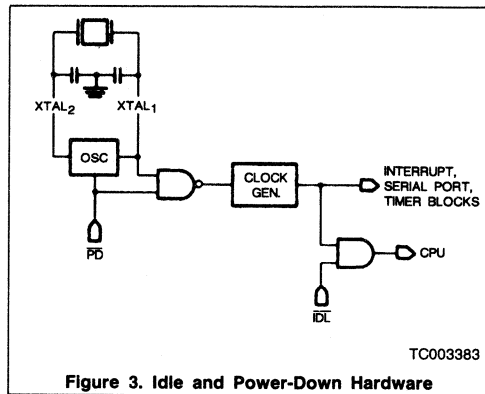 XTAL2 XTAL1
OSC
CLOCK
GEN.
INTERRUPT,
SERIAL PORT,
TIMER BLOCKS
PD
CPU
IDL
TC003383
Figure 3. Idle and Power-Down Hardware